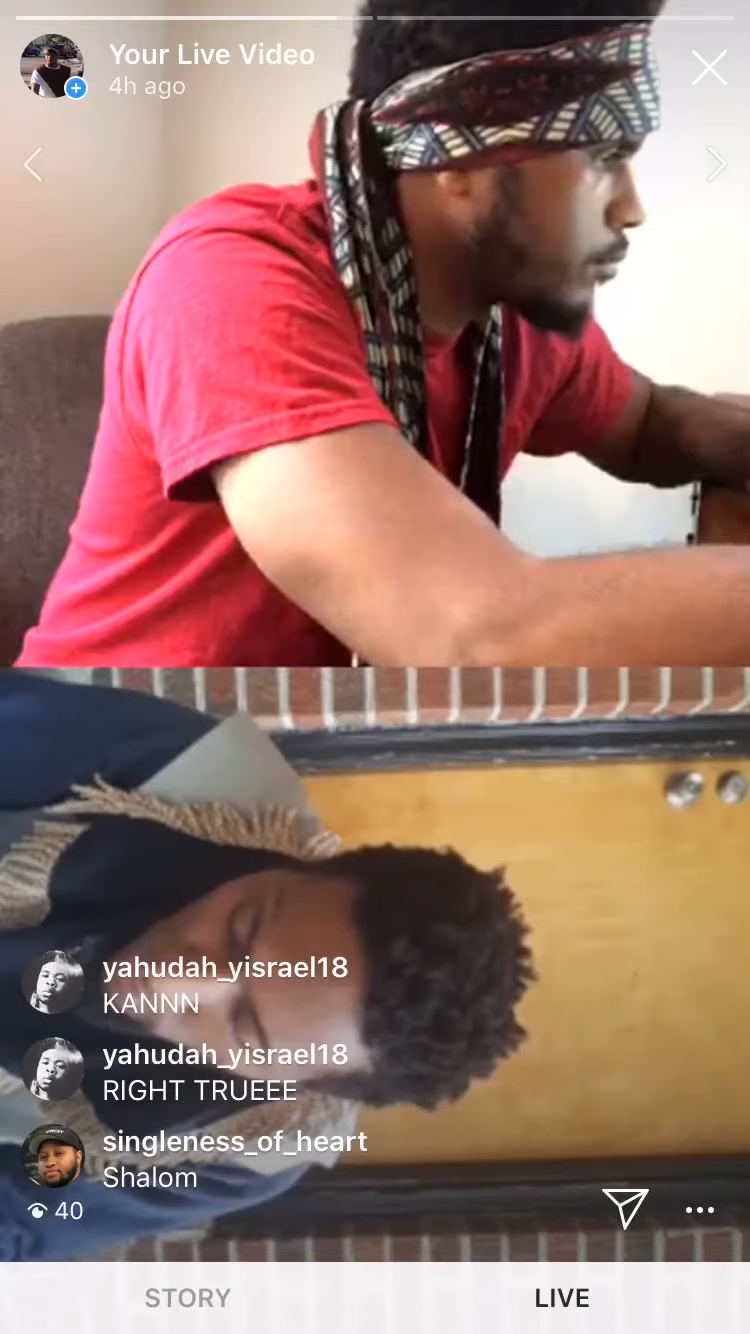 Your Live Video
4h ago
yahudah_yisrael18
KANNN
yahudah_yisrael18
RIGHT TRUEEE
singleness_of_heart
Shalom
40
STORY
LIVE